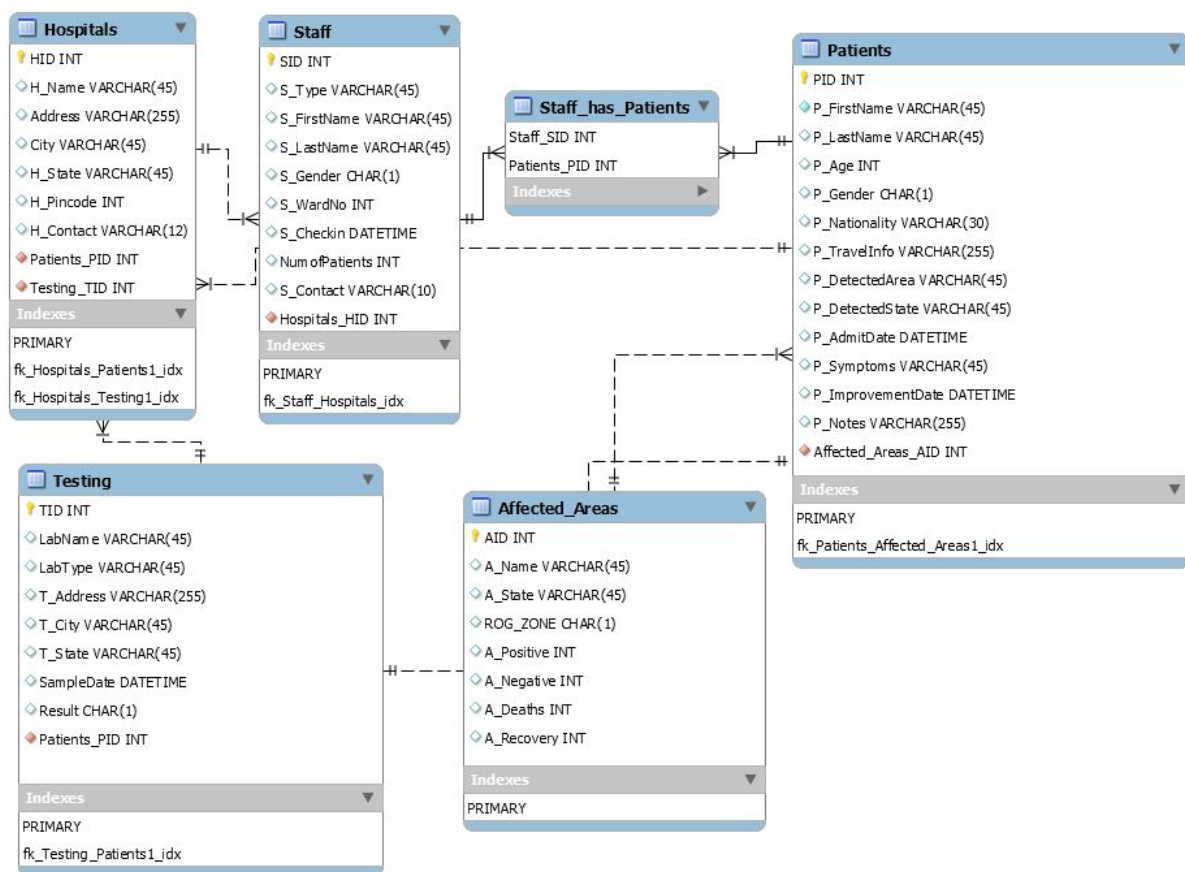 Hospitals
HID INT
H_Name VARCHAR(45)
Address VARCHAR(255)
City VARCHAR(45)
H_State VARCHAR(45)
H_Pincode INT
H_Contact VARCHAR(12)
Patients_PID INT
Testing_TID INT
Indexes
PRIMARY
fk_Hospitals_Patients1_idx
fk_Hospitals_Testing1_idx
Staff
SID INT
S_Type VARCHAR(45)
S_FirstName VARCHAR(45)
S_LastName VARCHAR(45)
S_Gender CHAR(1)
S_WardNo INT
S_Checkin DATETIME
NumofPatients INT
S_Contact VARCHAR(10)
Hospitals_HID INT
Indexes
PRIMARY
fk_Staff_Hospitals_idx
Staff_has_Patients
Staff_SID INT
Patients_PID INT
Indexes
Patients
PID INT
P_FirstName VARCHAR(45)
P_LastName VARCHAR(45)
P_Age INT
P_Gender CHAR(1)
P_Nationality VARCHAR(30)
P_TravelInfo VARCHAR(255)
P_DetectedArea VARCHAR(45)
P_DetectedState VARCHAR(45)
P_AdmitDate DATETIME
P_Symptoms VARCHAR(45)
P_ImprovementDate DATETIME
P_Notes VARCHAR(255)
Affected_Areas_AID INT
Indexes
PRIMARY
fk_Patients_Affected_Areas1_idx
Testing
TID INT
LabName VARCHAR(45)
LabType VARCHAR(45)
T_Address VARCHAR(255)
T_City VARCHAR(45)
T_State VARCHAR(45)
SampleDate DATETIME
Result CHAR(1)
Patients_PID INT
Indexes
PRIMARY
fk_Testing_Patients1_idx
Affected_Areas
AID INT
A_Name VARCHAR(45)
A_State VARCHAR(45)
ROG_ZONE CHAR(1)
A_Positive INT
A_Negative INT
A_Deaths INT
A_Recovery INT
Indexes
PRIMARY